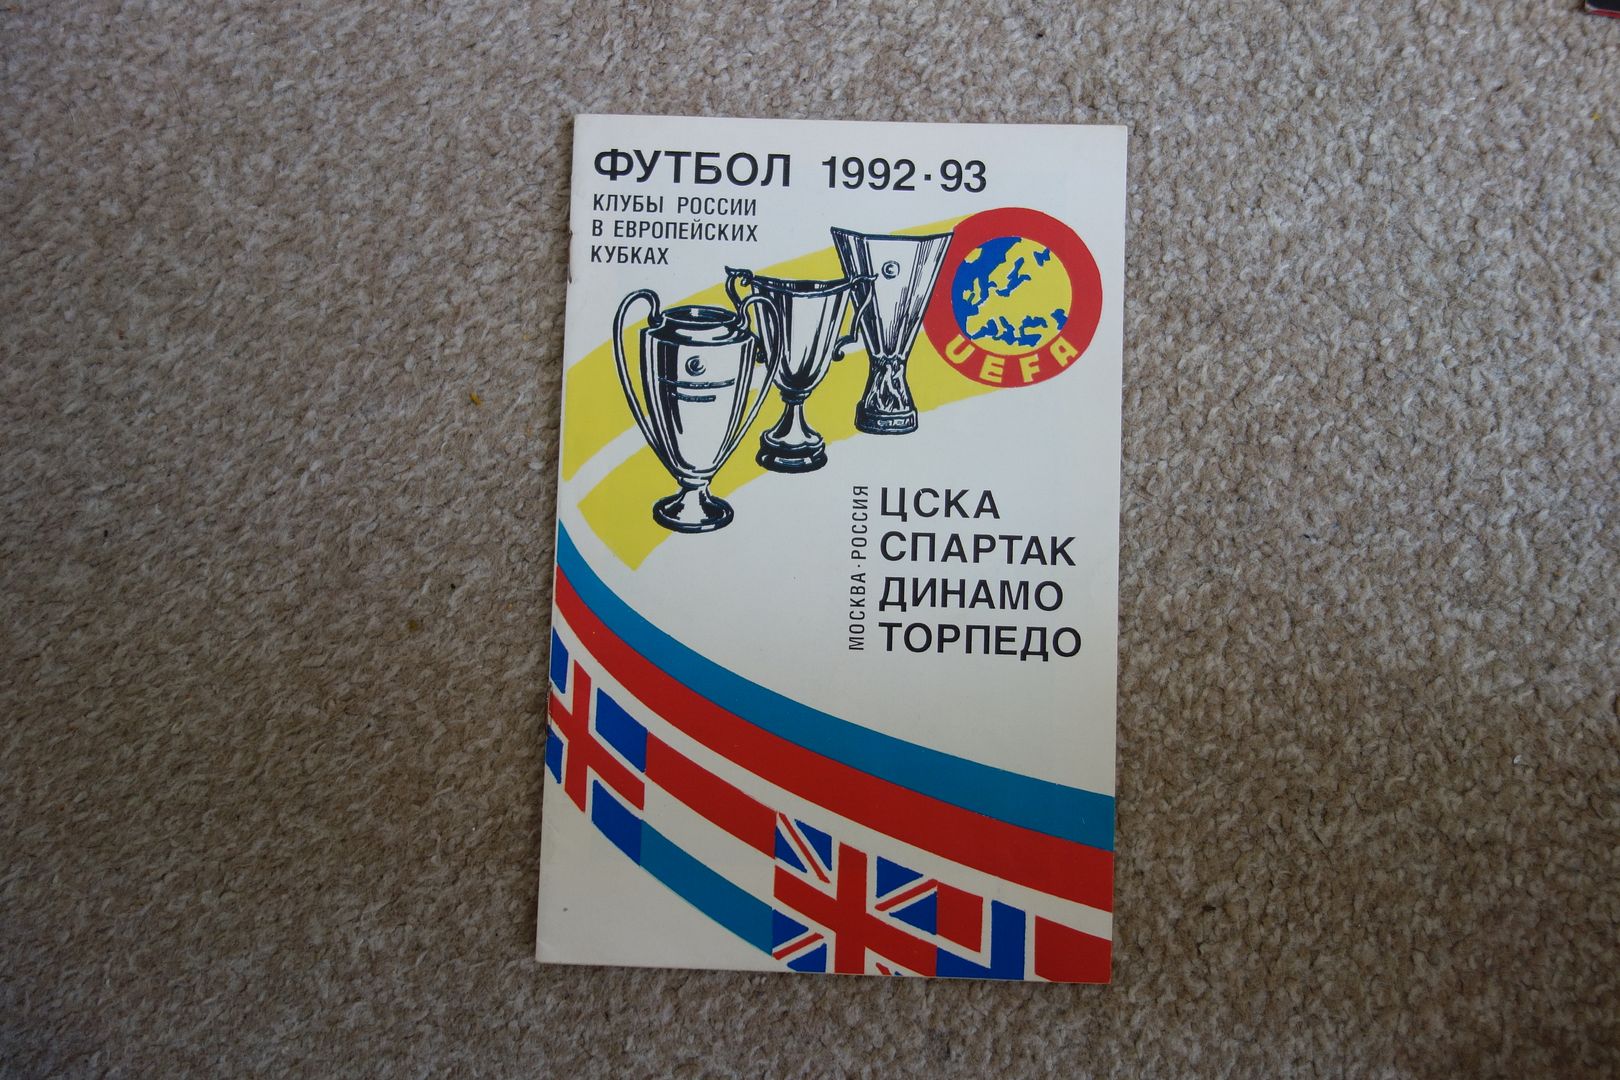 ФУТБОЛ 1992·93
КЛУБЫ РОССИИ
В ЕВРОПЕЙСКИХ
КУБКАХ
UEFA
МОСКВА·РОССИЯ
ЦСКА
СПАРТАК
ДИНАМО
ТОРПЕДО